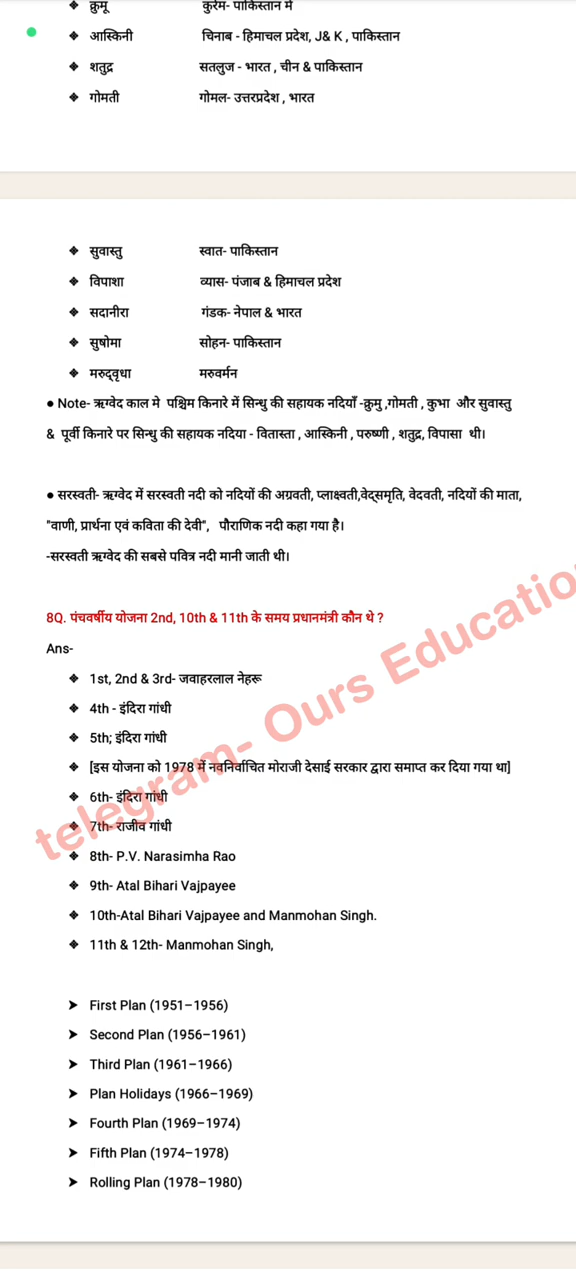 ❖ क्रुमू कुरम- पाकिस्तान में
❖ आस्किनी चिनाब - हिमाचल प्रदेश, J& K , पाकिस्तान
❖ शतुद्र सतलुज - भारत , चीन & पाकिस्तान
❖ गोमती गोमल- उत्तरप्रदेश , भारत
❖ सुवास्तु स्वात- पाकिस्तान
❖ विपाशा व्यास- पंजाब & हिमाचल प्रदेश
❖ सदानीरा गंडक- नेपाल & भारत
❖ सुषोमा सोहन- पाकिस्तान
❖ मरुद्वृधा मरुवर्मन
● Note- ऋग्वेद काल मे पश्चिम किनारे में सिन्धु की सहायक नदियाँ -क्रुमु ,गोमती , कुभा और सुवास्तु
& पूर्वी किनारे पर सिन्धु की सहायक नदिया - वितास्ता , आस्किनी , परुष्णी , शतुद्र, विपासा थी।
● सरस्वती- ऋग्वेद में सरस्वती नदी को नदियों की अग्रवती, प्लाक्ष्वती,वेद्समृति, वेदवती, नदियों की माता,
"वाणी, प्रार्थना एवं कविता की देवी", पौराणिक नदी कहा गया है।
-सरस्वती ऋग्वेद की सबसे पवित्र नदी मानी जाती थी।
8Q. पंचवर्षीय योजना 2nd, 10th & 11th के समय प्रधानमंत्री कौन थे ?
Ans-
❖ 1st, 2nd & 3rd- जवाहरलाल नेहरू
❖ 4th - इंदिरा गांधी
❖ 5th; इंदिरा गांधी
❖ [इस योजना को 1978 में नवनिर्वाचित मोराजी देसाई सरकार द्वारा समाप्त कर दिया गया था]
❖ 6th- इंदिरा गांधी
❖ 7th- राजीव गांधी
❖ 8th- P.V. Narasimha Rao
❖ 9th- Atal Bihari Vajpayee
❖ 10th-Atal Bihari Vajpayee and Manmohan Singh.
❖ 11th & 12th- Manmohan Singh,
telegram- Ours Educatio
➤ First Plan (1951–1956)
➤ Second Plan (1956–1961)
➤ Third Plan (1961–1966)
➤ Plan Holidays (1966–1969)
➤ Fourth Plan (1969–1974)
➤ Fifth Plan (1974–1978)
➤ Rolling Plan (1978–1980)